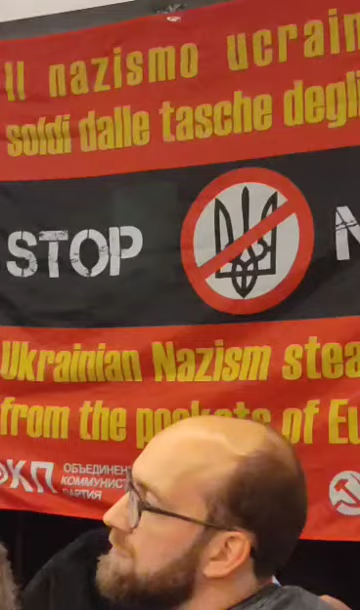 Il nazismo ucrain
soldi dalle tasche degli
STOP N
Ukrainian Nazism stea
from the pockets of Eu
ОКП ОБЪЕДИНЕН
КОММУНИСТ
ПАРТИЯ